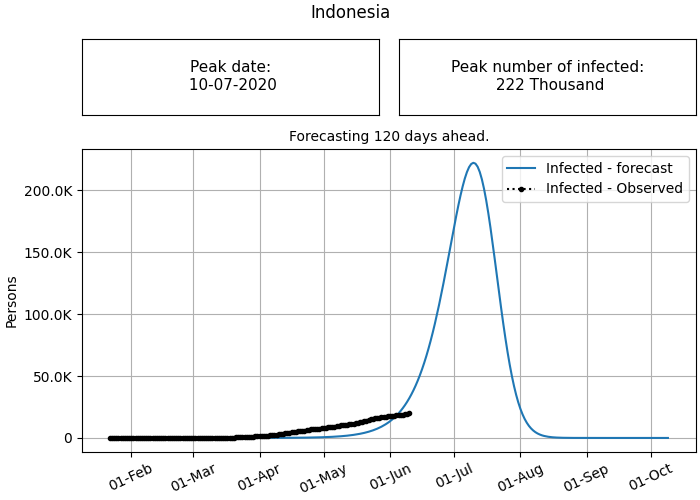 Indonesia
Peak date:
10-07-2020
Peak number of infected:
222 Thousand
Forecasting 120 days ahead.
Infected - forecast
Infected - Observed
200.0K
150.0K
100.0K
50.0K
0
Persons
01-Feb
01-Mar
01-Apr
01-May
01-Jun
01-Jul
01-Aug
01-Sep
01-Oct